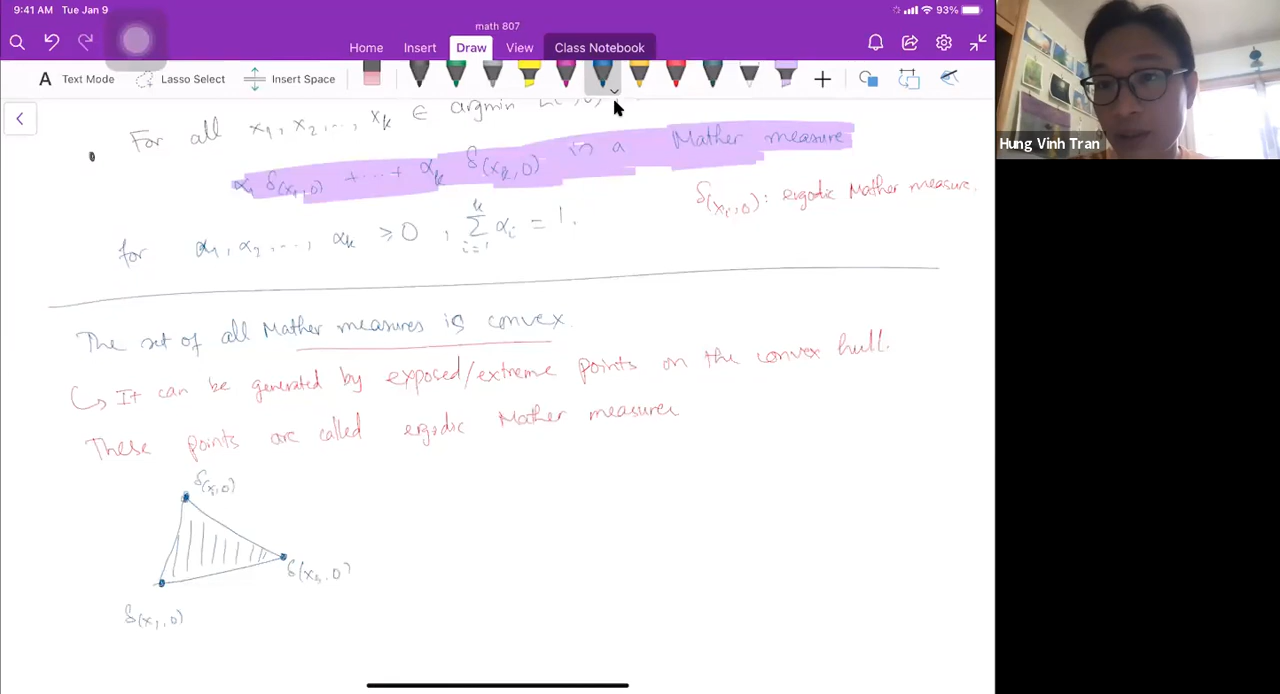 9:41 AM Tue Jan 9
93%
math 807
Home Insert Draw View Class Notebook
A Text Mode Lasso Select Insert Space
Hung Vinh Tran
For all x₁, x₂, ..., xₖ ∈ argmin
α₁ δ(x₁,0) + ... + αₖ δ(xₖ,0) is a Mather measure
δ(xᵢ,0): ergodic Mather measure.
for α₁, α₂, ..., αₖ ≥ 0, Σᵢ₌₁ᵏ αᵢ = 1.
The set of all Mather measures is convex.
↪ It can be generated by exposed/extreme points on the convex hull.
These points are called ergodic Mather measures
δ(x,0)
δ(x₃,0)
δ(x₁,0)